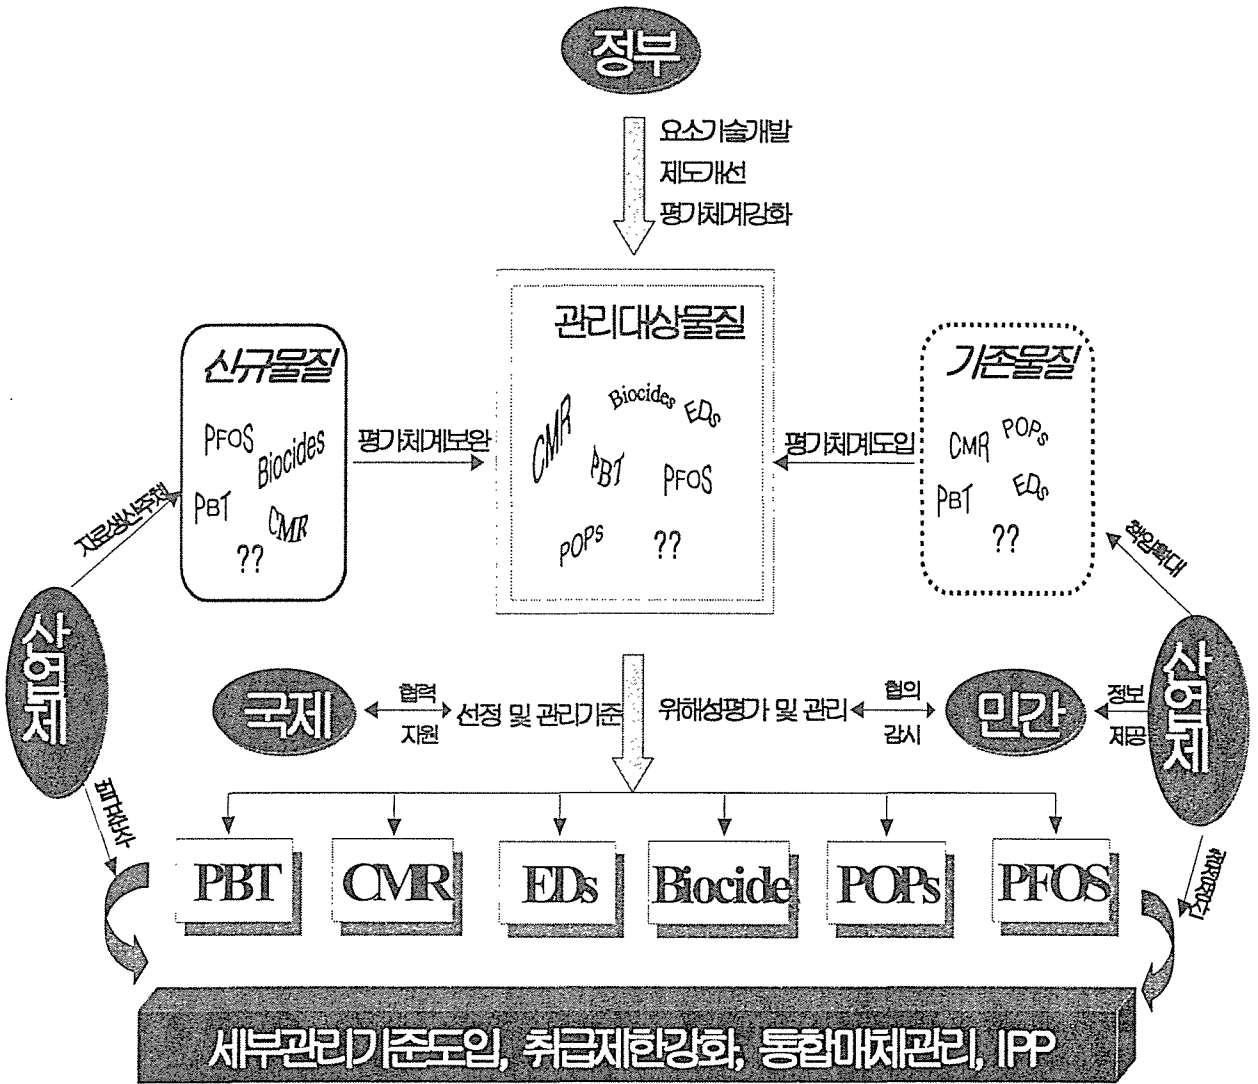 정부
요소기술개발
제도개선
평가체계강화
관리대상물질
Biocides
EDs
CMR
PBT
PFOS
POPs
??
신규물질
PFOS
Biocides
PBT
CMR
??
평가체계보완
기존물질
CMR
POPs
PBT
EDs
??
평가체계도입
자료생산주체
책임확대
산업체
산업체
국제
협력
지원
선정 및 관리기준
위해성평가 및 관리
협의
감시
민간
정보
제공
PBT
CMR
EDs
Biocide
POPs
PFOS
세부관리기준도입, 취급제한강화, 통합매체관리, IPP